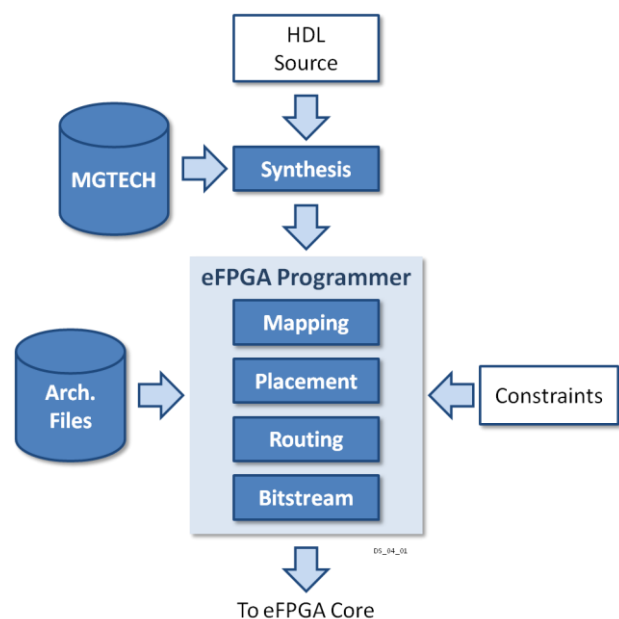 HDL
Source
MGTECH
Synthesis
eFPGA Programmer
Mapping
Placement
Arch.
Files
Constraints
Routing
Bitstream
DS_04_01
To eFPGA Core